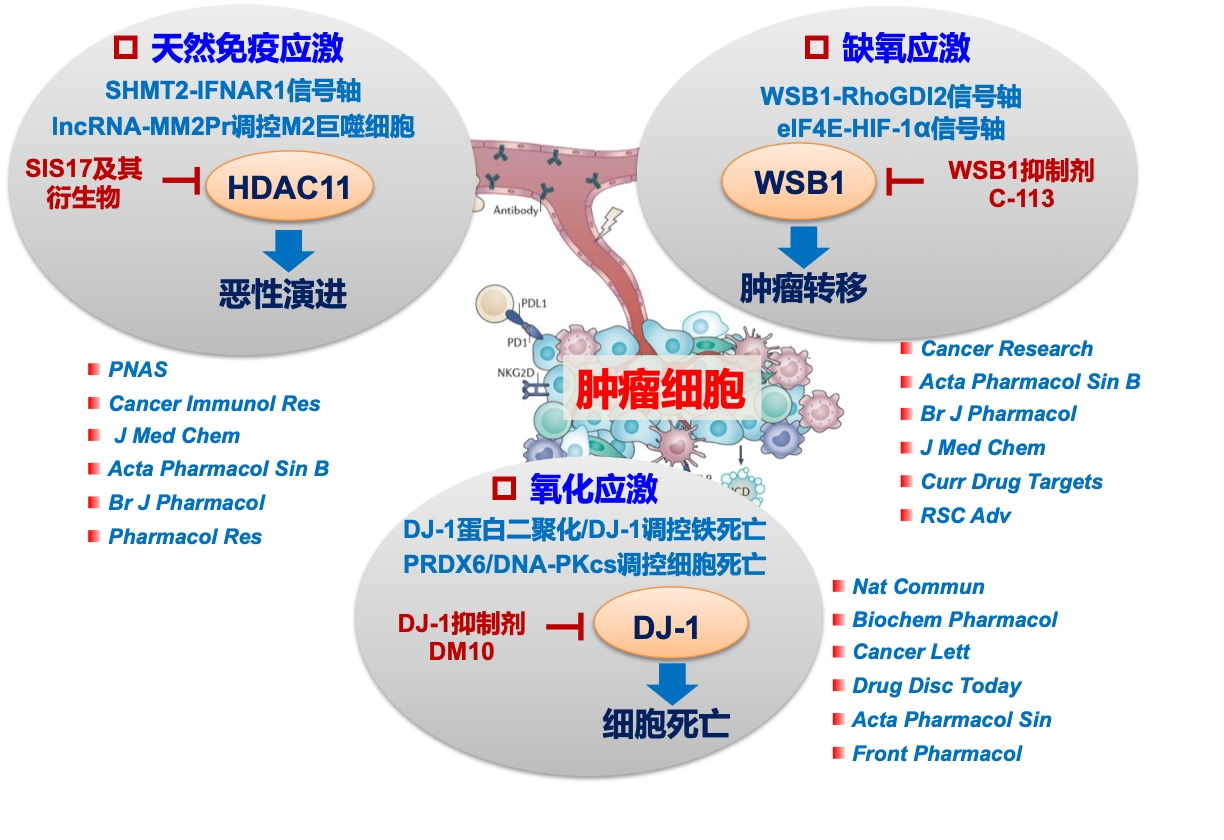 天然免疫应激
SHMT2-IFNAR1信号轴
lncRNA-MM2Pr调控M2巨噬细胞
SIS17及其
衍生物
HDAC11
恶性演进
PNAS
Cancer Immunol Res
J Med Chem
Acta Pharmacol Sin B
Br J Pharmacol
Pharmacol Res
缺氧应激
WSB1-RhoGDI2信号轴
eIF4E-HIF-1α信号轴
WSB1
WSB1抑制剂
C-113
肿瘤转移
Cancer Research
Acta Pharmacol Sin B
Br J Pharmacol
J Med Chem
Curr Drug Targets
RSC Adv
Antibody
PDL1
PD1
NKG2D
肿瘤细胞
氧化应激
DJ-1蛋白二聚化/DJ-1调控铁死亡
PRDX6/DNA-PKcs调控细胞死亡
DJ-1抑制剂
DM10
DJ-1
细胞死亡
Nat Commun
Biochem Pharmacol
Cancer Lett
Drug Disc Today
Acta Pharmacol Sin
Front Pharmacol